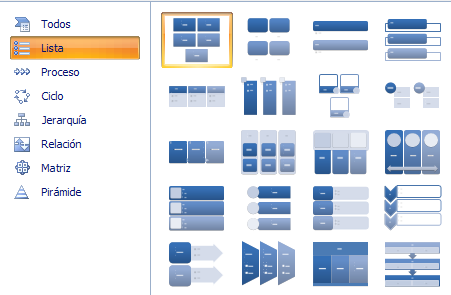 Todos
Lista
Proceso
Ciclo
Jerarquía
Relación
Matriz
Pirámide